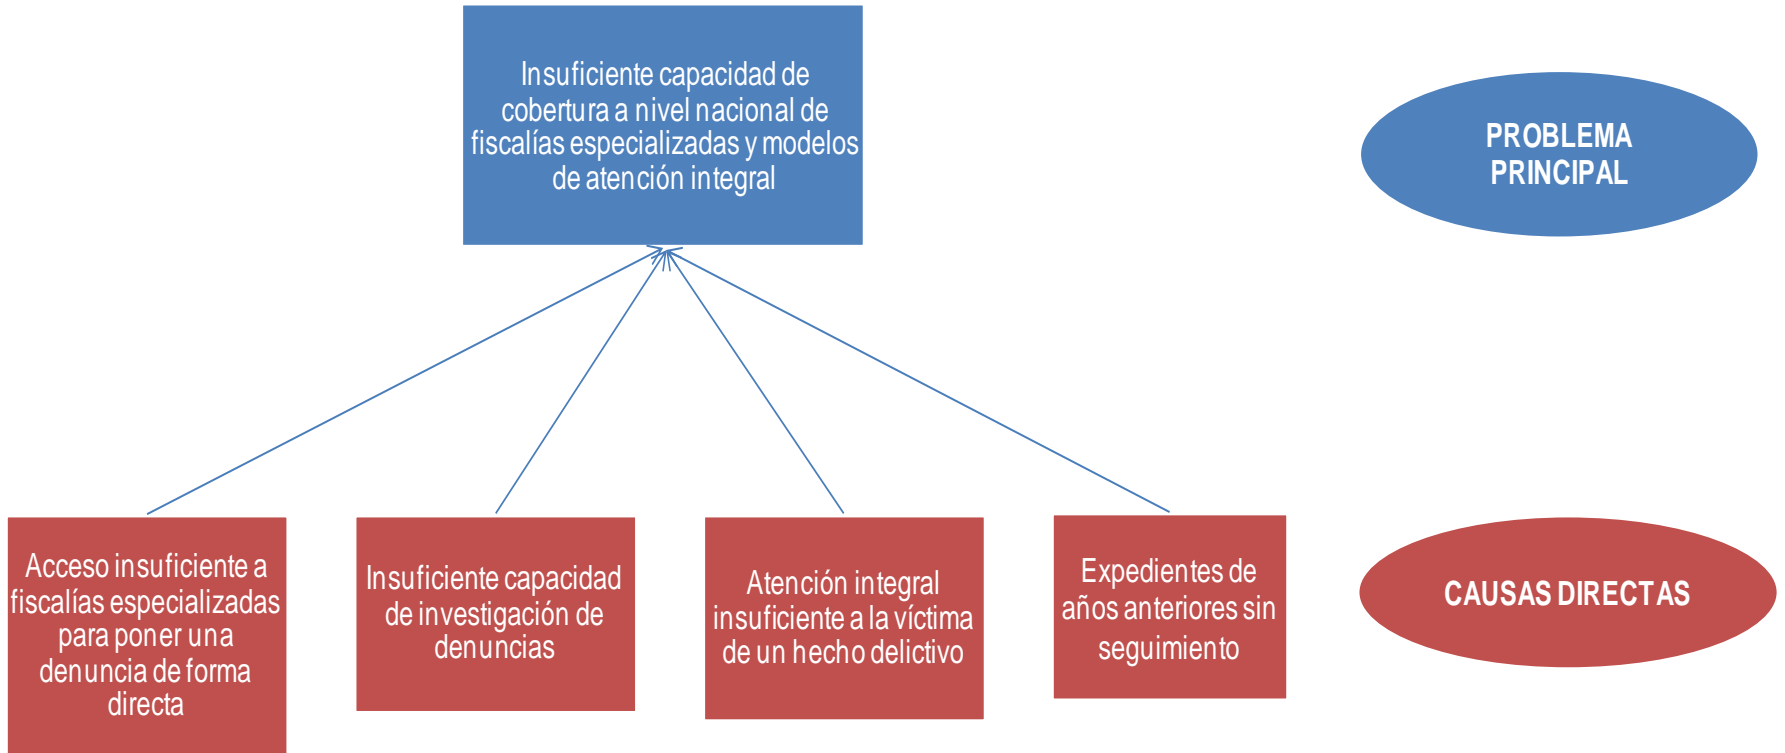 Insuficiente capacidad de
cobertura a nivel nacional de
fiscalías especializadas y modelos
de atención integral
PROBLEMA
PRINCIPAL
Acceso insuficiente a
fiscalías especializadas
para poner una
denuncia de forma
directa
Insuficiente capacidad
de investigación de
denuncias
Atención integral
insuficiente a la víctima
de un hecho delictivo
Expedientes de
años anteriores sin
seguimiento
CAUSAS DIRECTAS